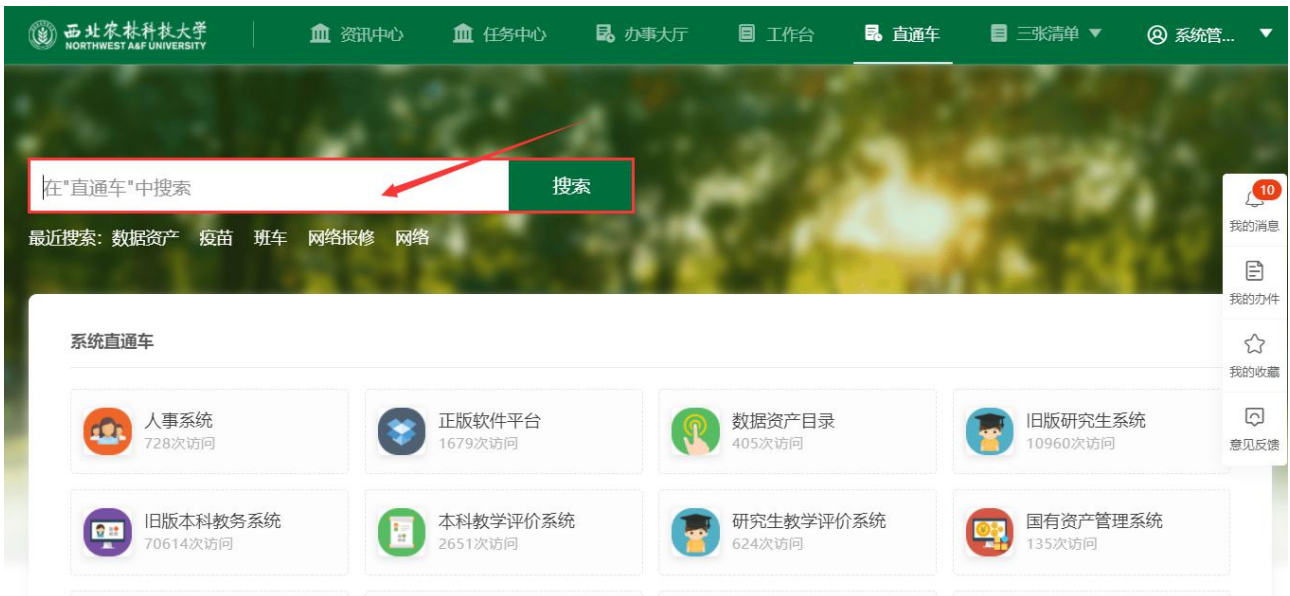 西北农林科技大学
NORTHWEST A&F UNIVERSITY
资讯中心 任务中心 办事大厅 工作台 直通车 三张清单 系统管...
在"直通车"中搜索 搜索
最近搜索: 数据资产 疫苗 班车 网络报修 网络
10
我的消息
我的办件
我的收藏
意见反馈
系统直通车
人事系统 正版软件平台 数据资产目录 旧版研究生系统
728次访问 1679次访问 405次访问 10960次访问
旧版本科教务系统 本科教学评价系统 研究生教学评价系统 国有资产管理系统
70614次访问 2651次访问 624次访问 135次访问